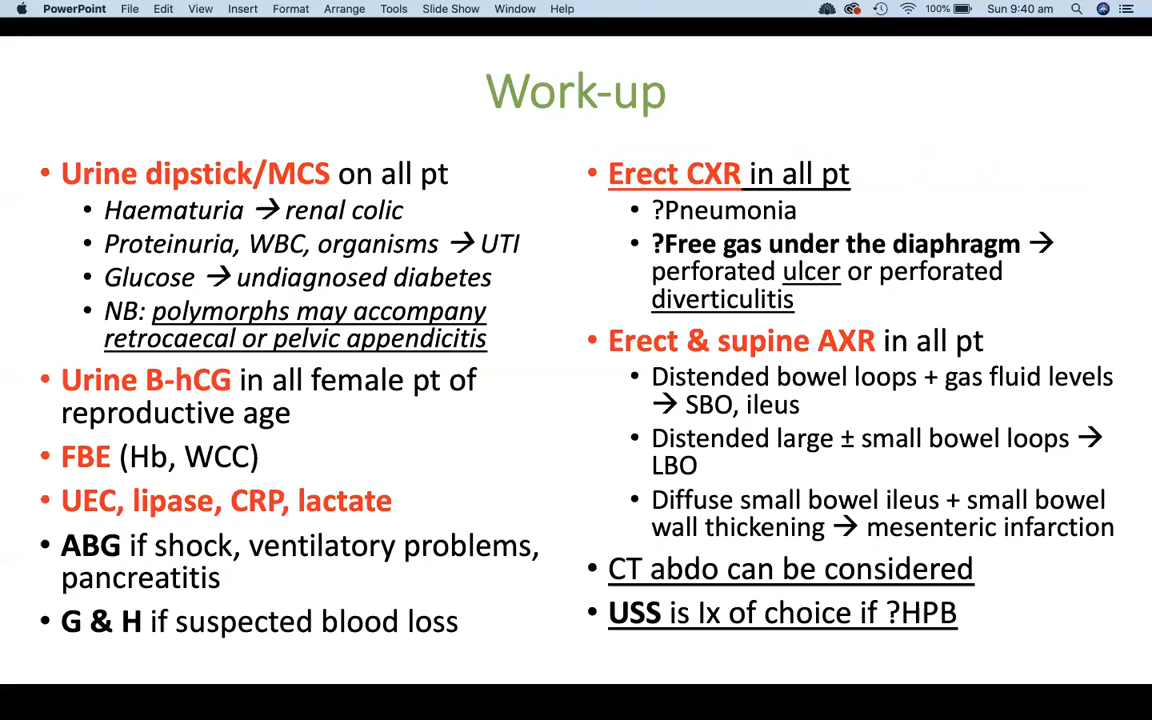 PowerPoint File Edit View Insert Format Arrange Tools Slide Show Window Help 100% Sun 9:40 am
Work-up
• Urine dipstick/MCS on all pt
• Haematuria → renal colic
• Proteinuria, WBC, organisms → UTI
• Glucose → undiagnosed diabetes
• NB: polymorphs may accompany
retrocaecal or pelvic appendicitis
• Urine B-hCG in all female pt of
reproductive age
• FBE (Hb, WCC)
• UEC, lipase, CRP, lactate
• ABG if shock, ventilatory problems,
pancreatitis
• G & H if suspected blood loss
• Erect CXR in all pt
• ?Pneumonia
• ?Free gas under the diaphragm →
perforated ulcer or perforated
diverticulitis
• Erect & supine AXR in all pt
• Distended bowel loops + gas fluid levels
→ SBO, ileus
• Distended large ± small bowel loops →
LBO
• Diffuse small bowel ileus + small bowel
wall thickening → mesenteric infarction
• CT abdo can be considered
• USS is Ix of choice if ?HPB